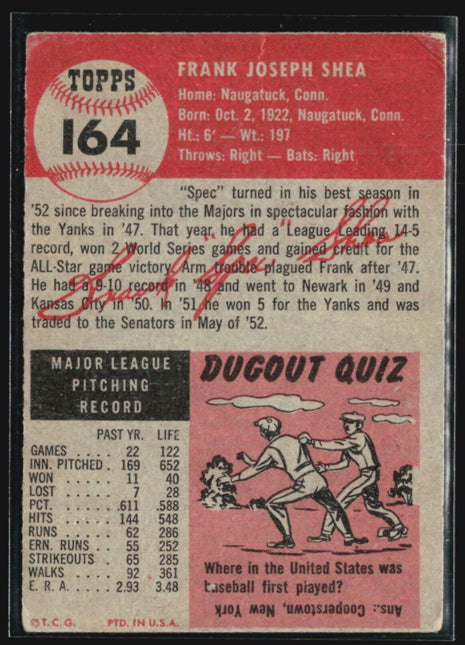 TOPPS
164
FRANK JOSEPH SHEA
Home: Naugatuck, Conn.
Born: Oct. 2, 1922, Naugatuck, Conn.
Ht.: 6' — Wt.: 197
Throws: Right — Bats: Right
"Spec" turned in his best season in
'52 since breaking into the Majors in spectacular fashion with
the Yanks in '47. That year he had a League Leading 14-5
record, won 2 World Series games and gained credit for the
ALL-Star game victory. Arm trouble plagued Frank after '47.
He had a 9-10 record in '48 and went to Newark in '49 and
Kansas City in '50. In '51 he won 5 for the Yanks and was
traded to the Senators in May of '52.
Frank "Spec" Shea
MAJOR LEAGUE
PITCHING
RECORD
PAST YR. LIFE
GAMES 22 122
INN. PITCHED . 169 652
WON 11 40
LOST 7 28
PCT. .611 .588
HITS 144 548
RUNS 62 286
ERN. RUNS 55 252
STRIKEOUTS 65 285
WALKS 92 361
E. R. A. 2.93 3.48
©T.C.G. PTD. IN U.S.A.
DUGOUT QUIZ
Where in the United States was
baseball first played?
Ans.: Cooperstown, New York